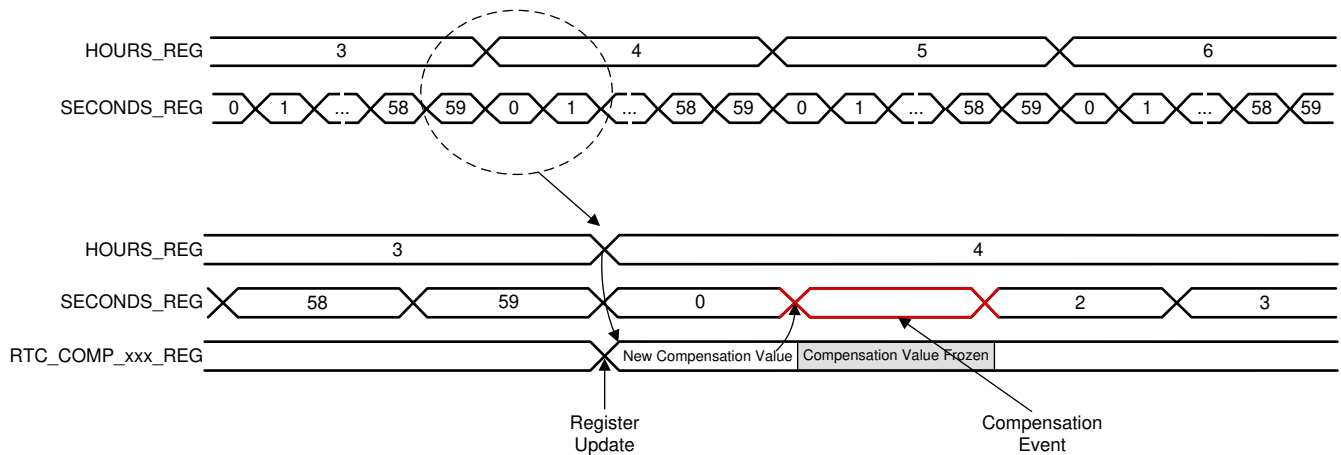 HOURS_REG 3 4 5 6
SECONDS_REG 0 1 ... 58 59 0 1 ... 58 59 0 1 ... 58 59 0 1 ... 58 59
HOURS_REG 3 4
SECONDS_REG 58 59 0 2 3
RTC_COMP_xxx_REG New Compensation Value Compensation Value Frozen
Register Compensation
Update Event